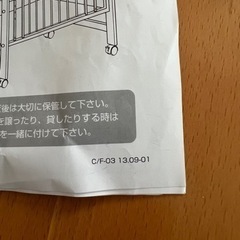 後は大切に保管して下さい。
を譲ったり、貸したりする時は
を一緒に付けて下さい。
C/F-03 13.09-01